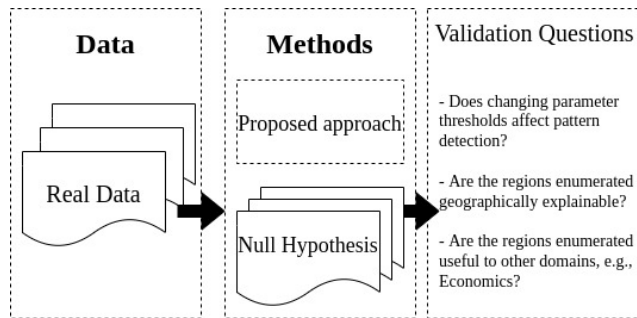 Data
Real Data
Methods
Proposed approach
Null Hypothesis
Validation Questions
- Does changing parameter
thresholds affect pattern
detection?
- Are the regions enumerated
geographically explainable?
- Are the regions enumerated
useful to other domains, e.g.,
Economics?